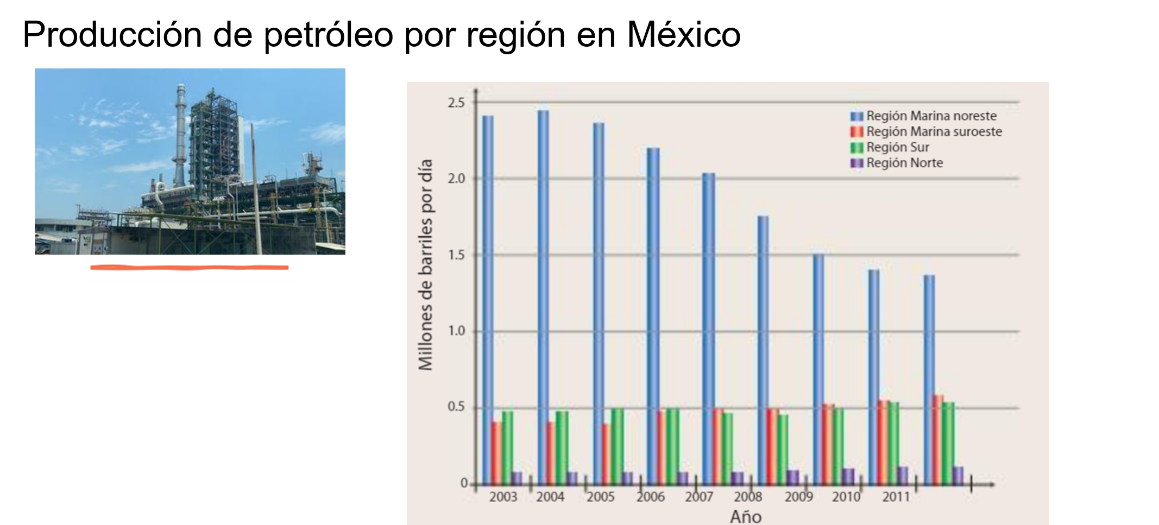 Producción de petróleo por región en México
2.5
2.0
1.5
1.0
0.5
0
Millones de barriles por día
Región Marina noreste
Región Marina suroeste
Región Sur
Región Norte
2003 2004 2005 2006 2007 2008 2009 2010 2011
Año